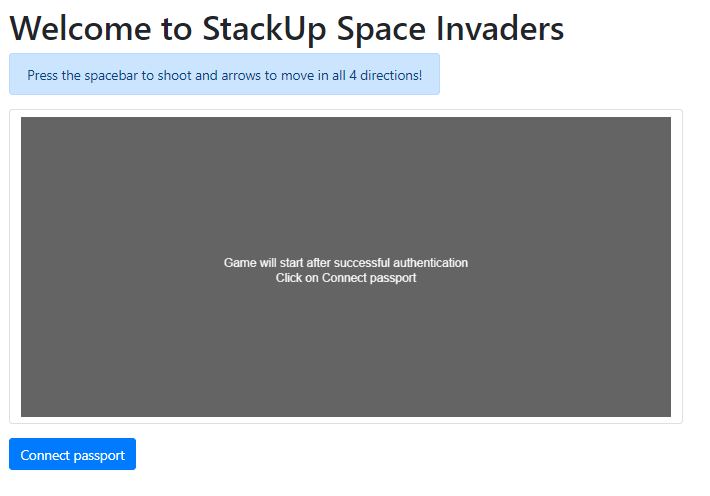 Welcome to StackUp Space Invaders
Press the spacebar to shoot and arrows to move in all 4 directions!
Game will start after successful authentication
Click on Connect passport
Connect passport